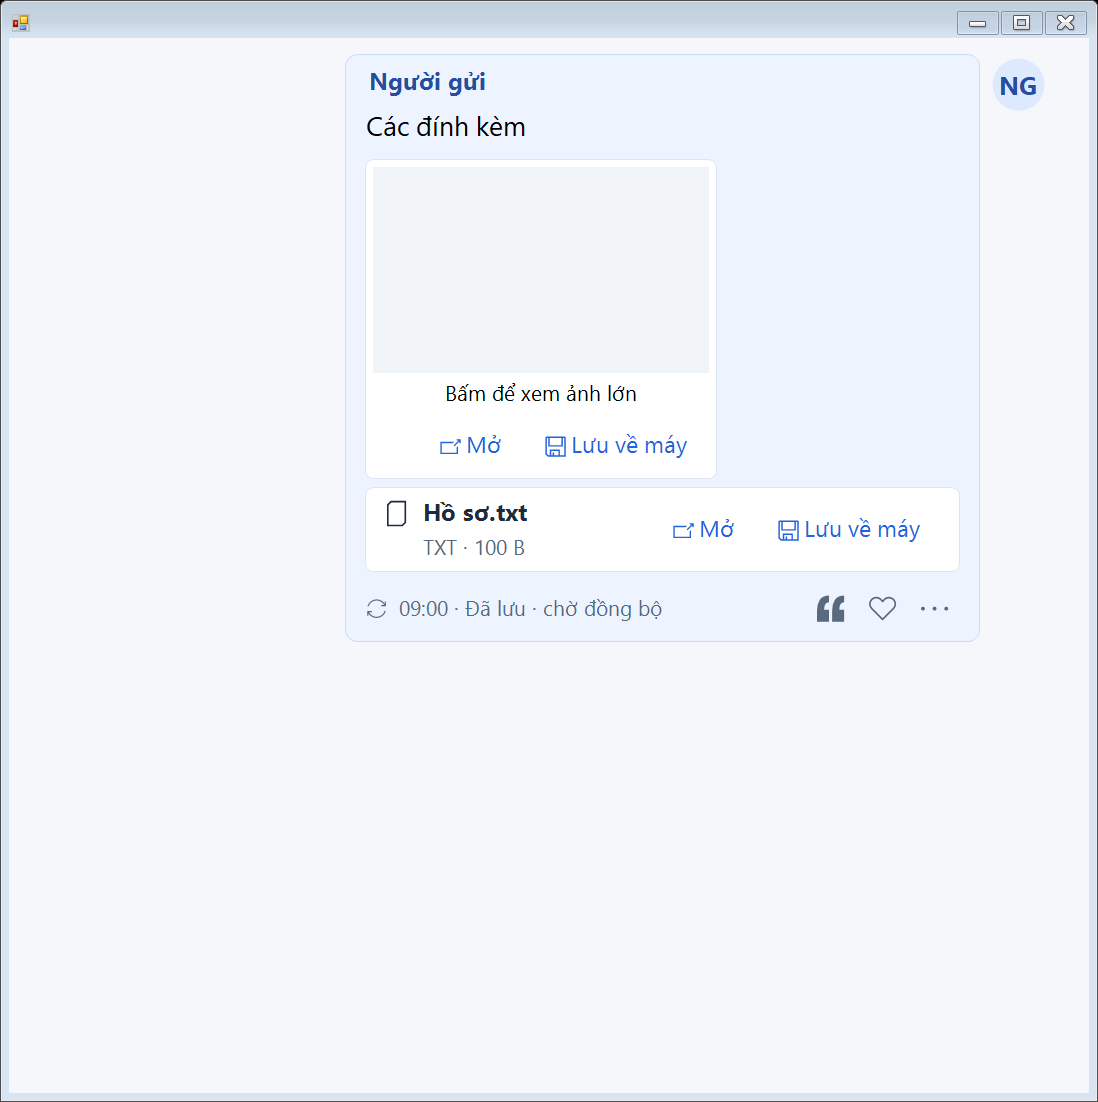 Người gửi
NG
Các đính kèm
Bấm để xem ảnh lớn
Mở Lưu về máy
Hồ sơ.txt
TXT · 100 B
Mở Lưu về máy
09:00 · Đã lưu · chờ đồng bộ